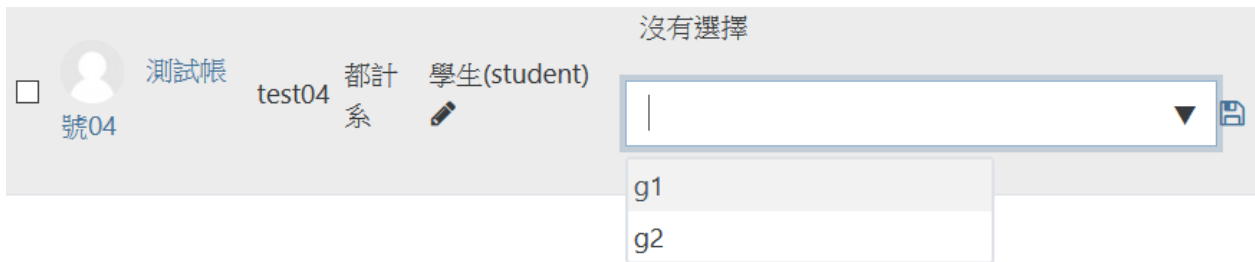 沒有選擇
測試帳
號04
test04
都計
系
學生(student)
g1
g2